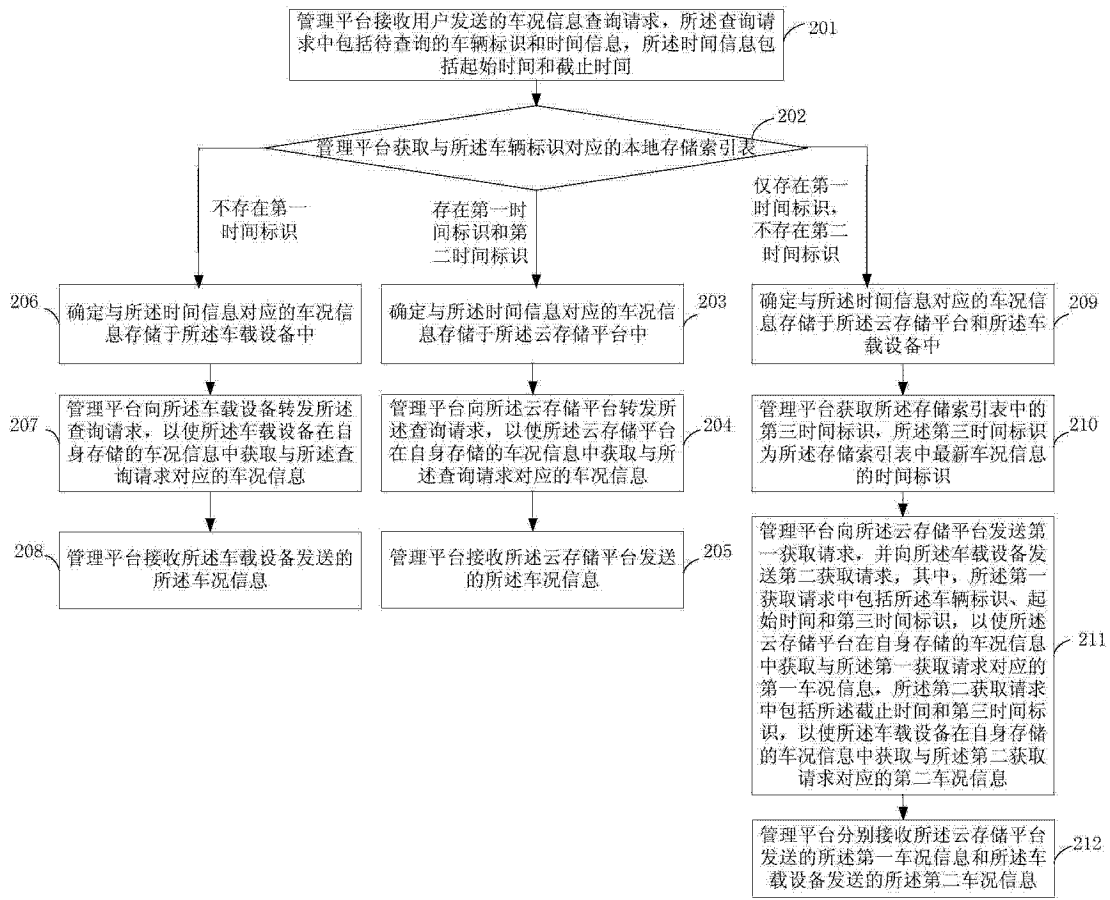 管理平台接收用户发送的车况信息查询请求，所述查询请
求中包括待查询的车辆标识和时间信息，所述时间信息包
括起始时间和截止时间
201
202
管理平台获取与所述车辆标识对应的本地存储索引表
不存在第一
时间标识
存在第一时
间标识和第
二时间标识
仅存在第一
时间标识，
不存在第二
时间标识
206
确定与所述时间信息对应的车况信
息存储于所述车载设备中
207
管理平台向所述车载设备转发所述
查询请求，以使所述车载设备在自
身存储的车况信息中获取与所述查
询请求对应的车况信息
208
管理平台接收所述车载设备发送的
所述车况信息
203
确定与所述时间信息对应的车况信
息存储于所述云存储平台中
204
管理平台向所述云存储平台转发所
述查询请求，以使所述云存储平台
在自身存储的车况信息中获取与所
述查询请求对应的车况信息
205
管理平台接收所述云存储平台发送
的所述车况信息
209
确定与所述时间信息对应的车况信
息存储于所述云存储平台和所述车
载设备中
210
管理平台获取所述存储索引表中的
第三时间标识，所述第三时间标识
为所述存储索引表中最新车况信息
的时间标识
211
管理平台向所述云存储平台发送第
一获取请求，并向所述车载设备发
送第二获取请求，其中，所述第一
获取请求中包括所述车辆标识、起
始时间和第三时间标识，以使所述
云存储平台在自身存储的车况信息
中获取与所述第一获取请求对应的
第一车况信息，所述第二获取请求
中包括所述截止时间和第三时间标
识，以使所述车载设备在自身存储
的车况信息中获取与所述第二获取
请求对应的第二车况信息
212
管理平台分别接收所述云存储平台
发送的所述第一车况信息和所述车
载设备发送的所述第二车况信息